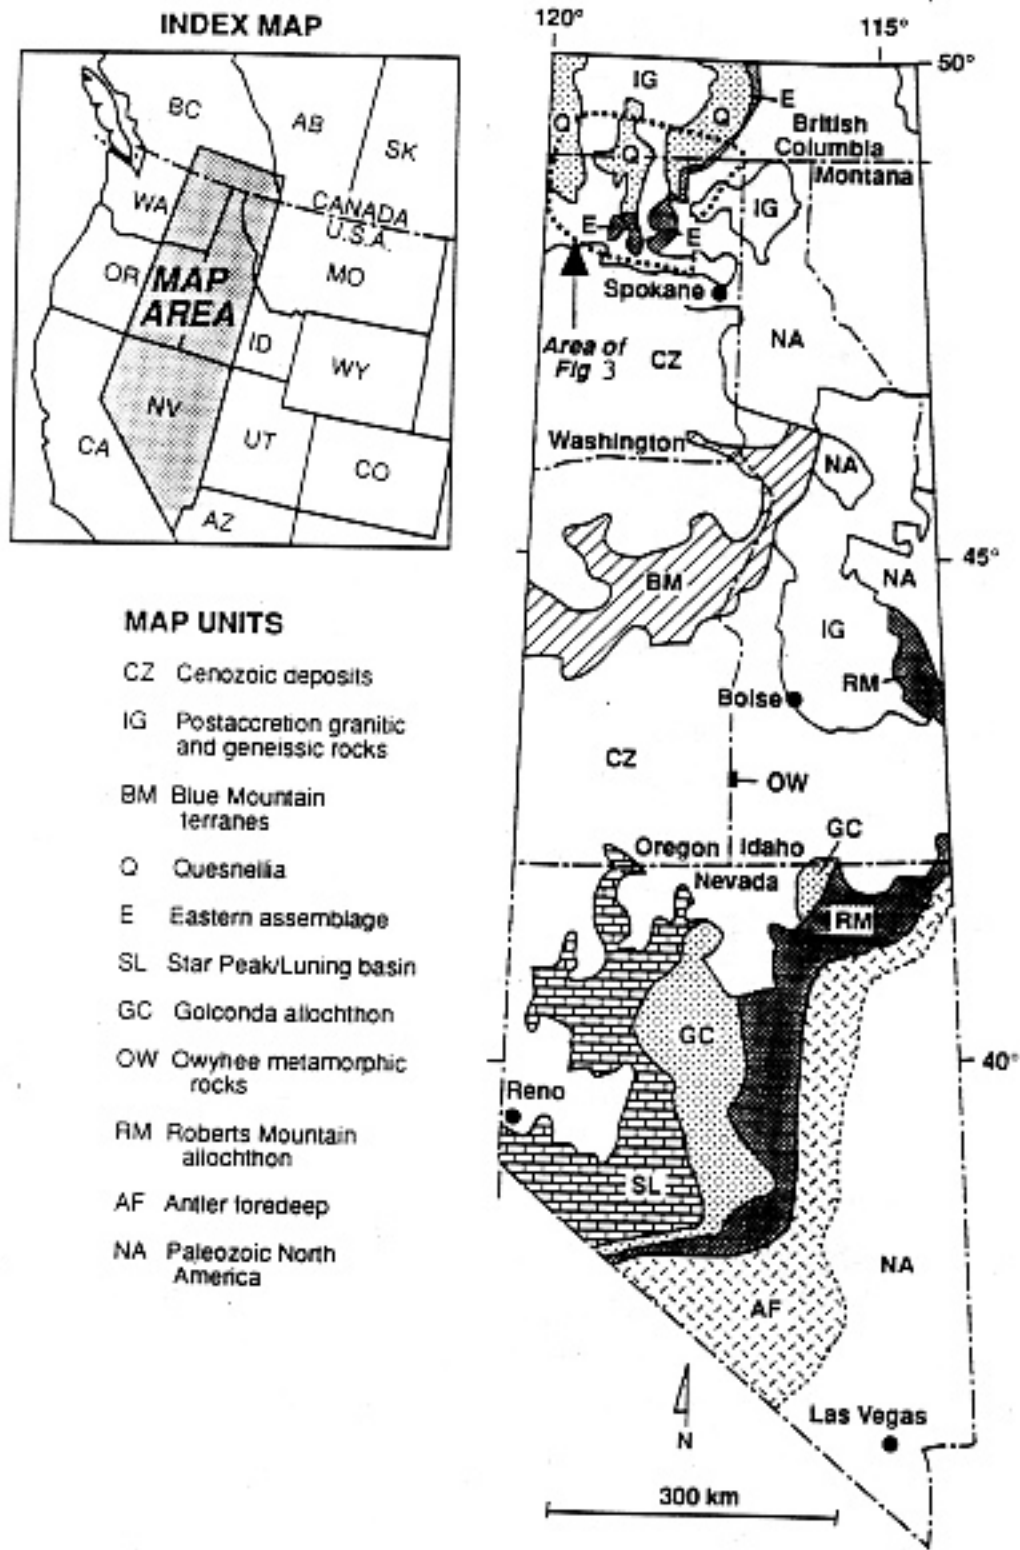 INDEX MAP
BC
AB
SK
WA
CANADA
U.S.A.
OR
MAP
AREA
MO
ID
WY
NV
CA
UT
CO
AZ
MAP UNITS
CZ Cenozoic deposits
IG Postaccretion granitic
and geneissic rocks
BM Blue Mountain
terranes
Q Quesnellia
E Eastern assemblage
SL Star Peak/Luning basin
GC Golconda allochthon
OW Owyhee metamorphic
rocks
RM Roberts Mountain
allochthon
AF Antler foredeep
NA Paleozoic North
America
120°
115°
50°
IG
E
Q
Q
British
Columbia
Q
Montana
IG
E
E
Spokane
Area of
Fig 3
CZ
NA
Washington
NA
45°
BM
NA
IG
RM
Boise
CZ
OW
GC
Oregon Idaho
Nevada
RM
GC
40°
Reno
SL
NA
AF
Las Vegas
N
300 km